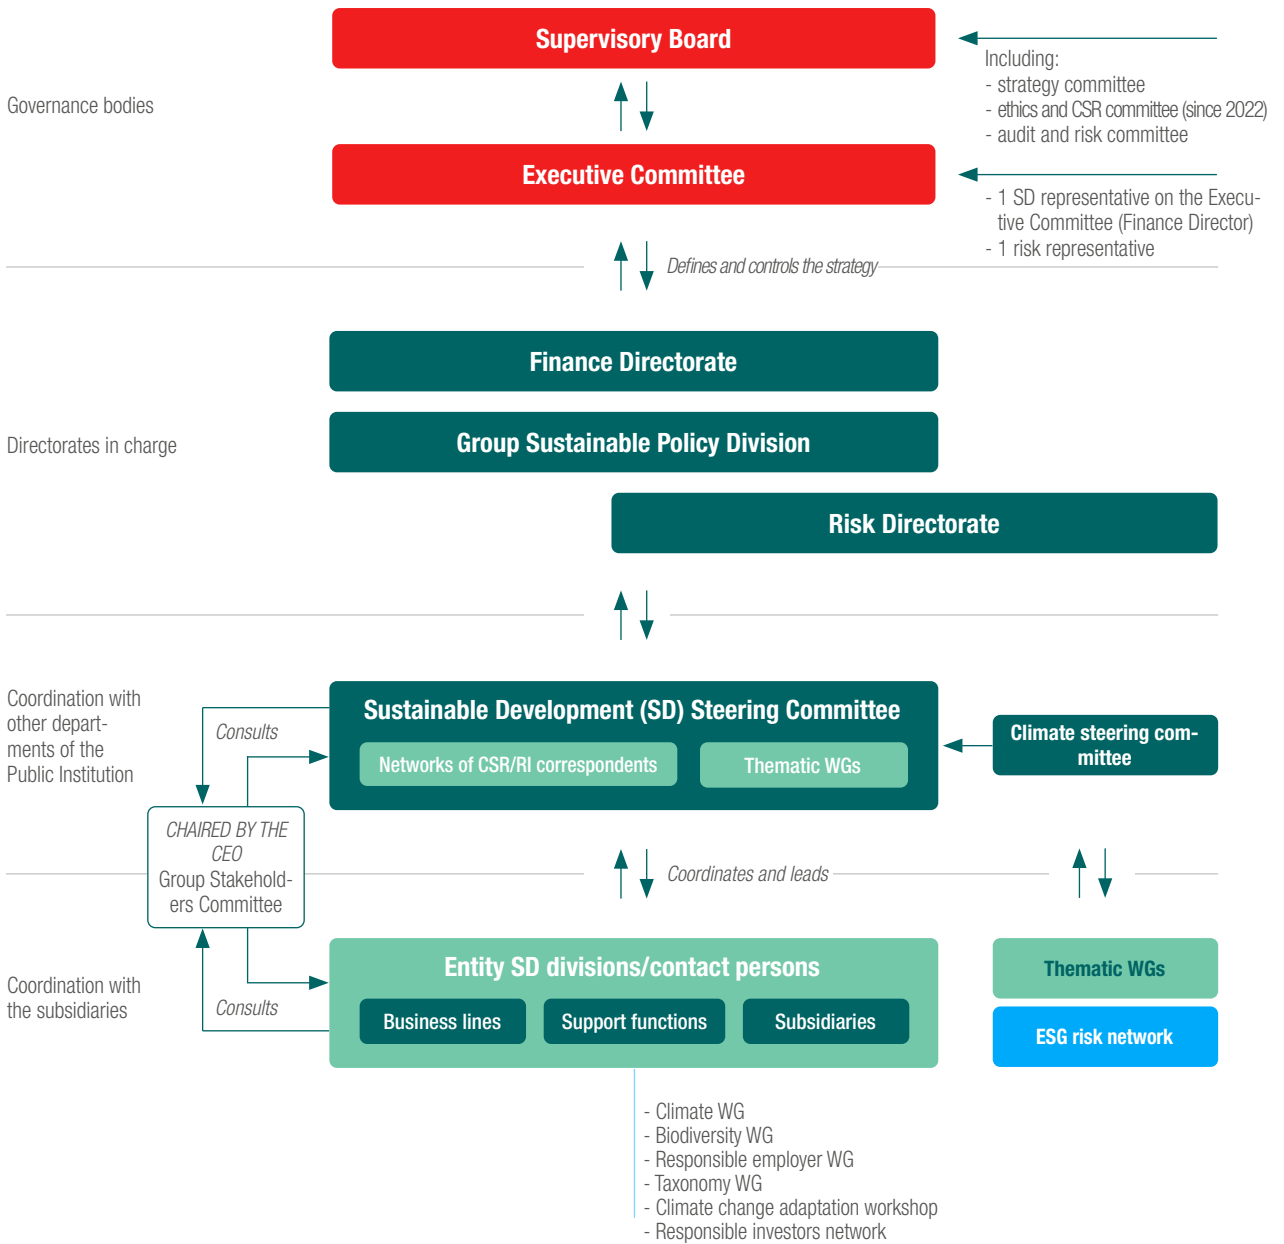 Supervisory Board
Including:
- strategy committee
- ethics and CSR committee (since 2022)
- audit and risk committee
Governance bodies
Executive Committee
- 1 SD representative on the Execu-
tive Committee (Finance Director)
- 1 risk representative
Defines and controls the strategy
Finance Directorate
Directorates in charge
Group Sustainable Policy Division
Risk Directorate
Coordination with
other depart-
ments of the
Public Institution
Consults
Sustainable Development (SD) Steering Committee
Networks of CSR/RI correspondents
Thematic WGs
Climate steering com-
mittee
CHAIRED BY THE
CEO
Group Stakehold-
ers Committee
Coordinates and leads
Coordination with
the subsidiaries
Consults
Entity SD divisions/contact persons
Business lines
Support functions
Subsidiaries
Thematic WGs
ESG risk network
- Climate WG
- Biodiversity WG
- Responsible employer WG
- Taxonomy WG
- Climate change adaptation workshop
- Responsible investors network